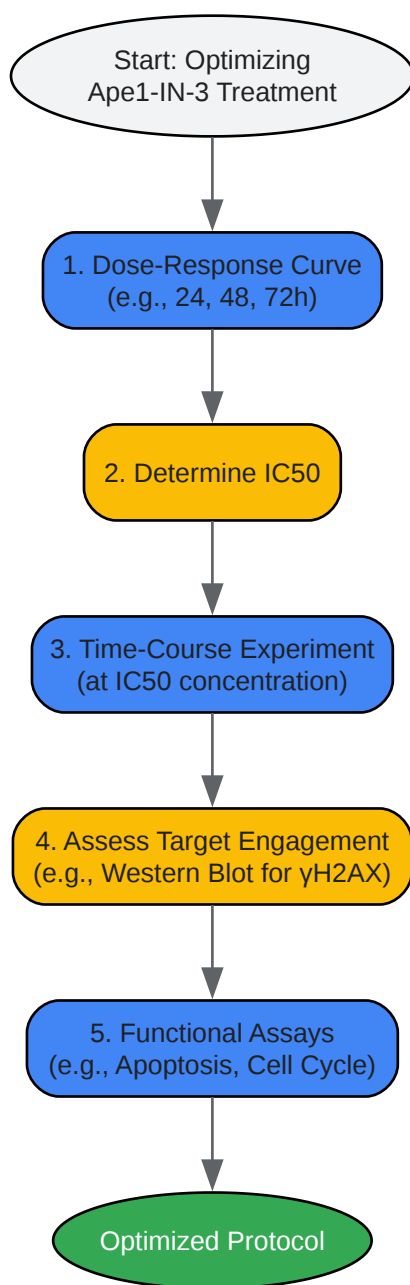 Start: Optimizing
Ape1-IN-3 Treatment
1. Dose-Response Curve
(e.g., 24, 48, 72h)
2. Determine IC50
3. Time-Course Experiment
(at IC50 concentration)
4. Assess Target Engagement
(e.g., Western Blot for γH2AX)
5. Functional Assays
(e.g., Apoptosis, Cell Cycle)
Optimized Protocol